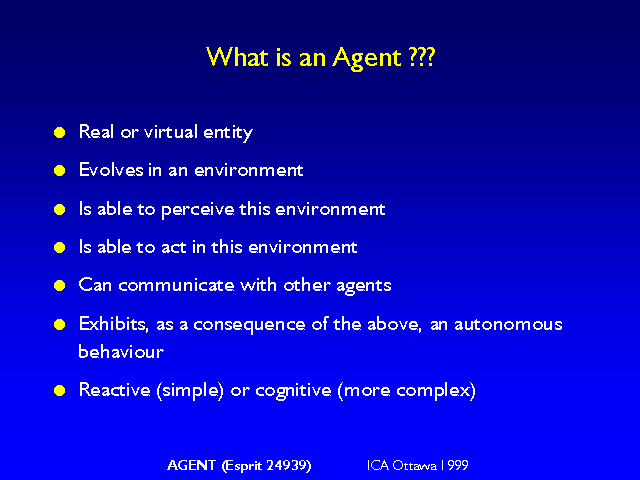 What is an Agent ???
● Real or virtual entity
● Evolves in an environment
● Is able to perceive this environment
● Is able to act in this environment
● Can communicate with other agents
● Exhibits, as a consequence of the above, an autonomous
behaviour
● Reactive (simple) or cognitive (more complex)
AGENT (Esprit 24939) ICA Ottawa 1999